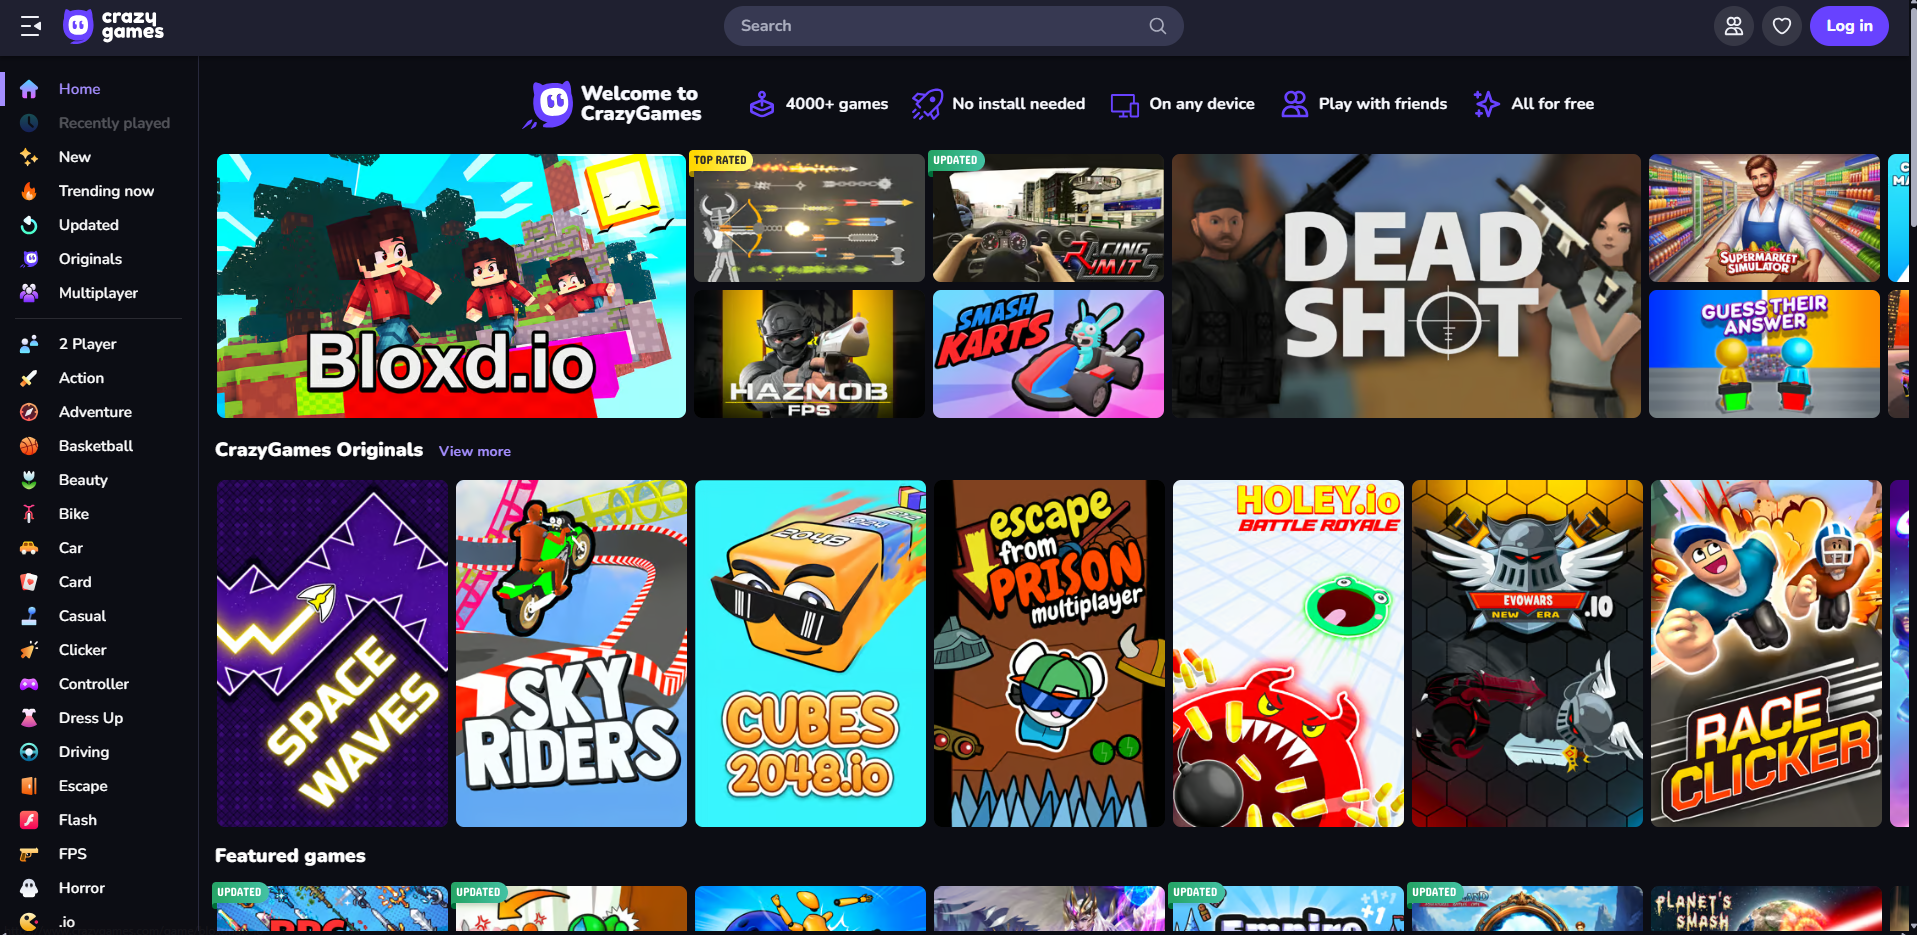 crazy
games
Search
Log in
Home
Recently played
New
Trending now
Updated
Originals
Multiplayer
2 Player
Action
Adventure
Basketball
Beauty
Bike
Car
Card
Casual
Clicker
Controller
Dress Up
Driving
Escape
Flash
FPS
Horror
.io
Welcome to
CrazyGames
4000+ games
No install needed
On any device
Play with friends
All for free
Bloxd.io
TOP RATED
UPDATED
RACING
LIMITS
HAZMOB
FPS
SMASH
KARTS
DEAD
SHOT
SUPERMARKET
SIMULATOR
GUESS THEIR
ANSWER
CrazyGames Originals
View more
SPACE
WAVES
SKY
RIDERS
2048
1024
512
CUBES
2048.io
escape
from
PRISON
multiplayer
HOLEY.io
BATTLE ROYALE
EVOWARS
.IO
NEW ERA
RACE
CLICKER
Featured games
UPDATED
RPG
UPDATED
UPDATED
+1
Empire
UPDATED
PLANET'S
SMASH